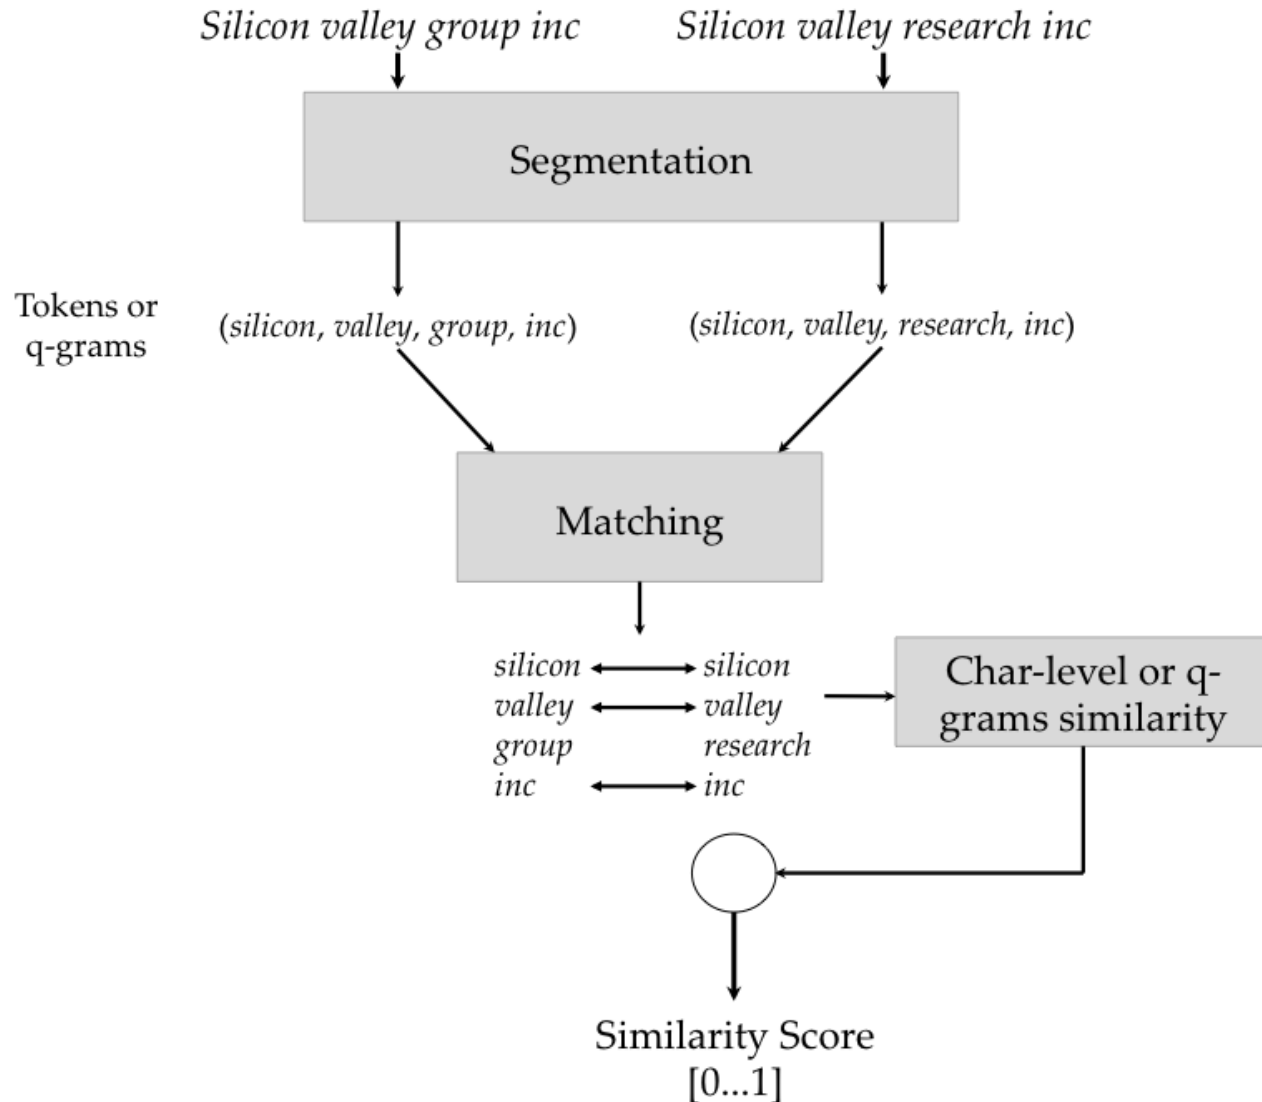 Silicon valley group inc
Silicon valley research inc
Segmentation
Tokens or
q-grams
(silicon, valley, group, inc)
(silicon, valley, research, inc)
Matching
silicon
silicon
valley
valley
group
research
inc
inc
Char-level or q-
grams similarity
Similarity Score
[0...1]